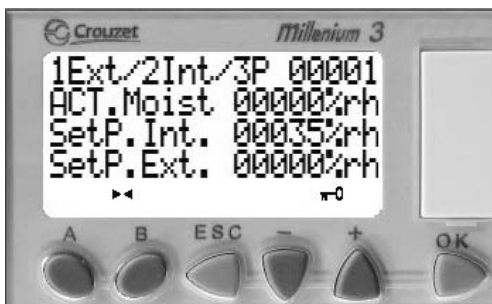 Crouzet
Millenium 3
1Ext/2Int/3P 00001
ACT.Moist 00000%rh
SetP.Int. 00035%rh
SetP.Ext. 00000%rh
A B ESC - + OK